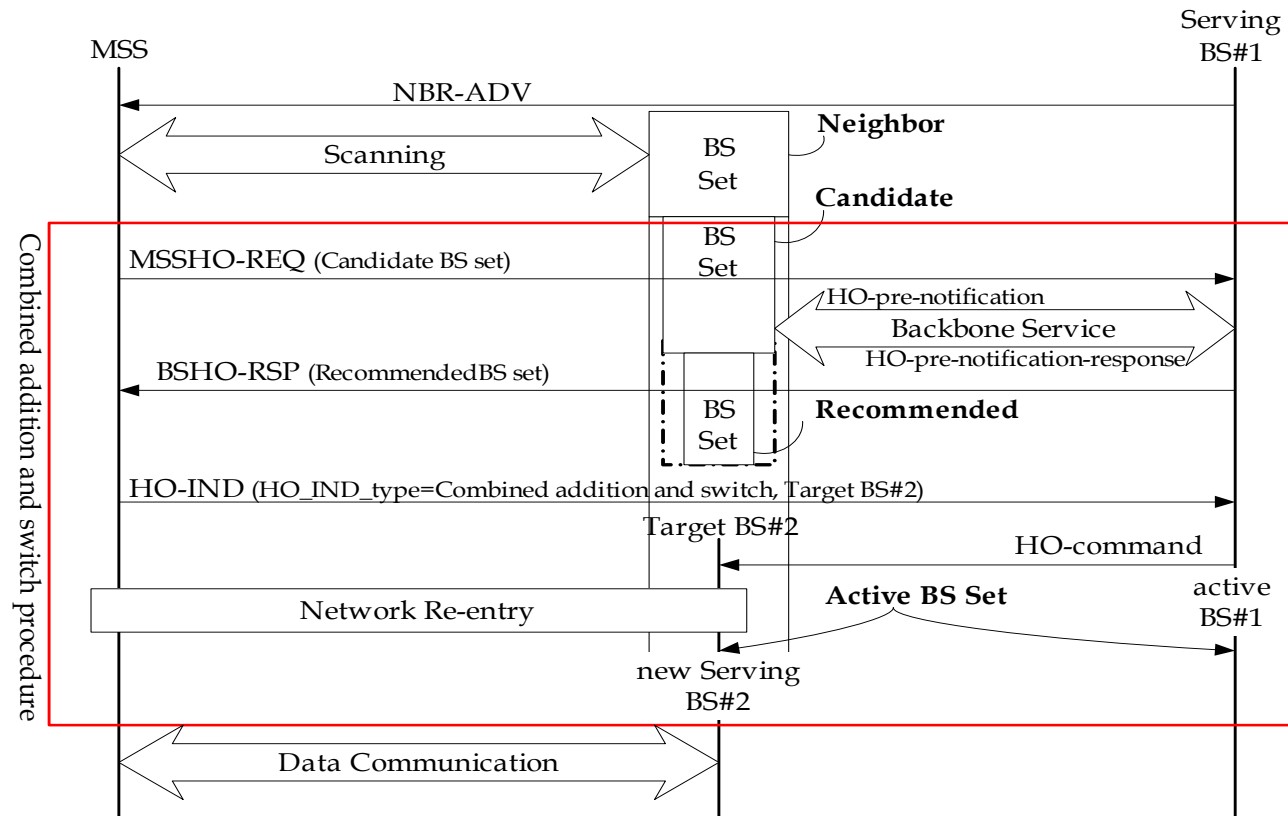 MSS
Serving
BS#1
NBR-ADV
Neighbor
BS
Set
Scanning
Candidate
BS
Set
MSSHO-REQ (Candidate BS set)
HO-pre-notification
Backbone Service
HO-pre-notification-response
BSHO-RSP (RecommendedBS set)
Recommended
BS
Set
HO-IND (HO_IND_type=Combined addition and switch, Target BS#2)
Target BS#2
HO-command
Network Re-entry
Active BS Set
active
BS#1
new Serving
BS#2
Data Communication
Combined addition and switch procedure